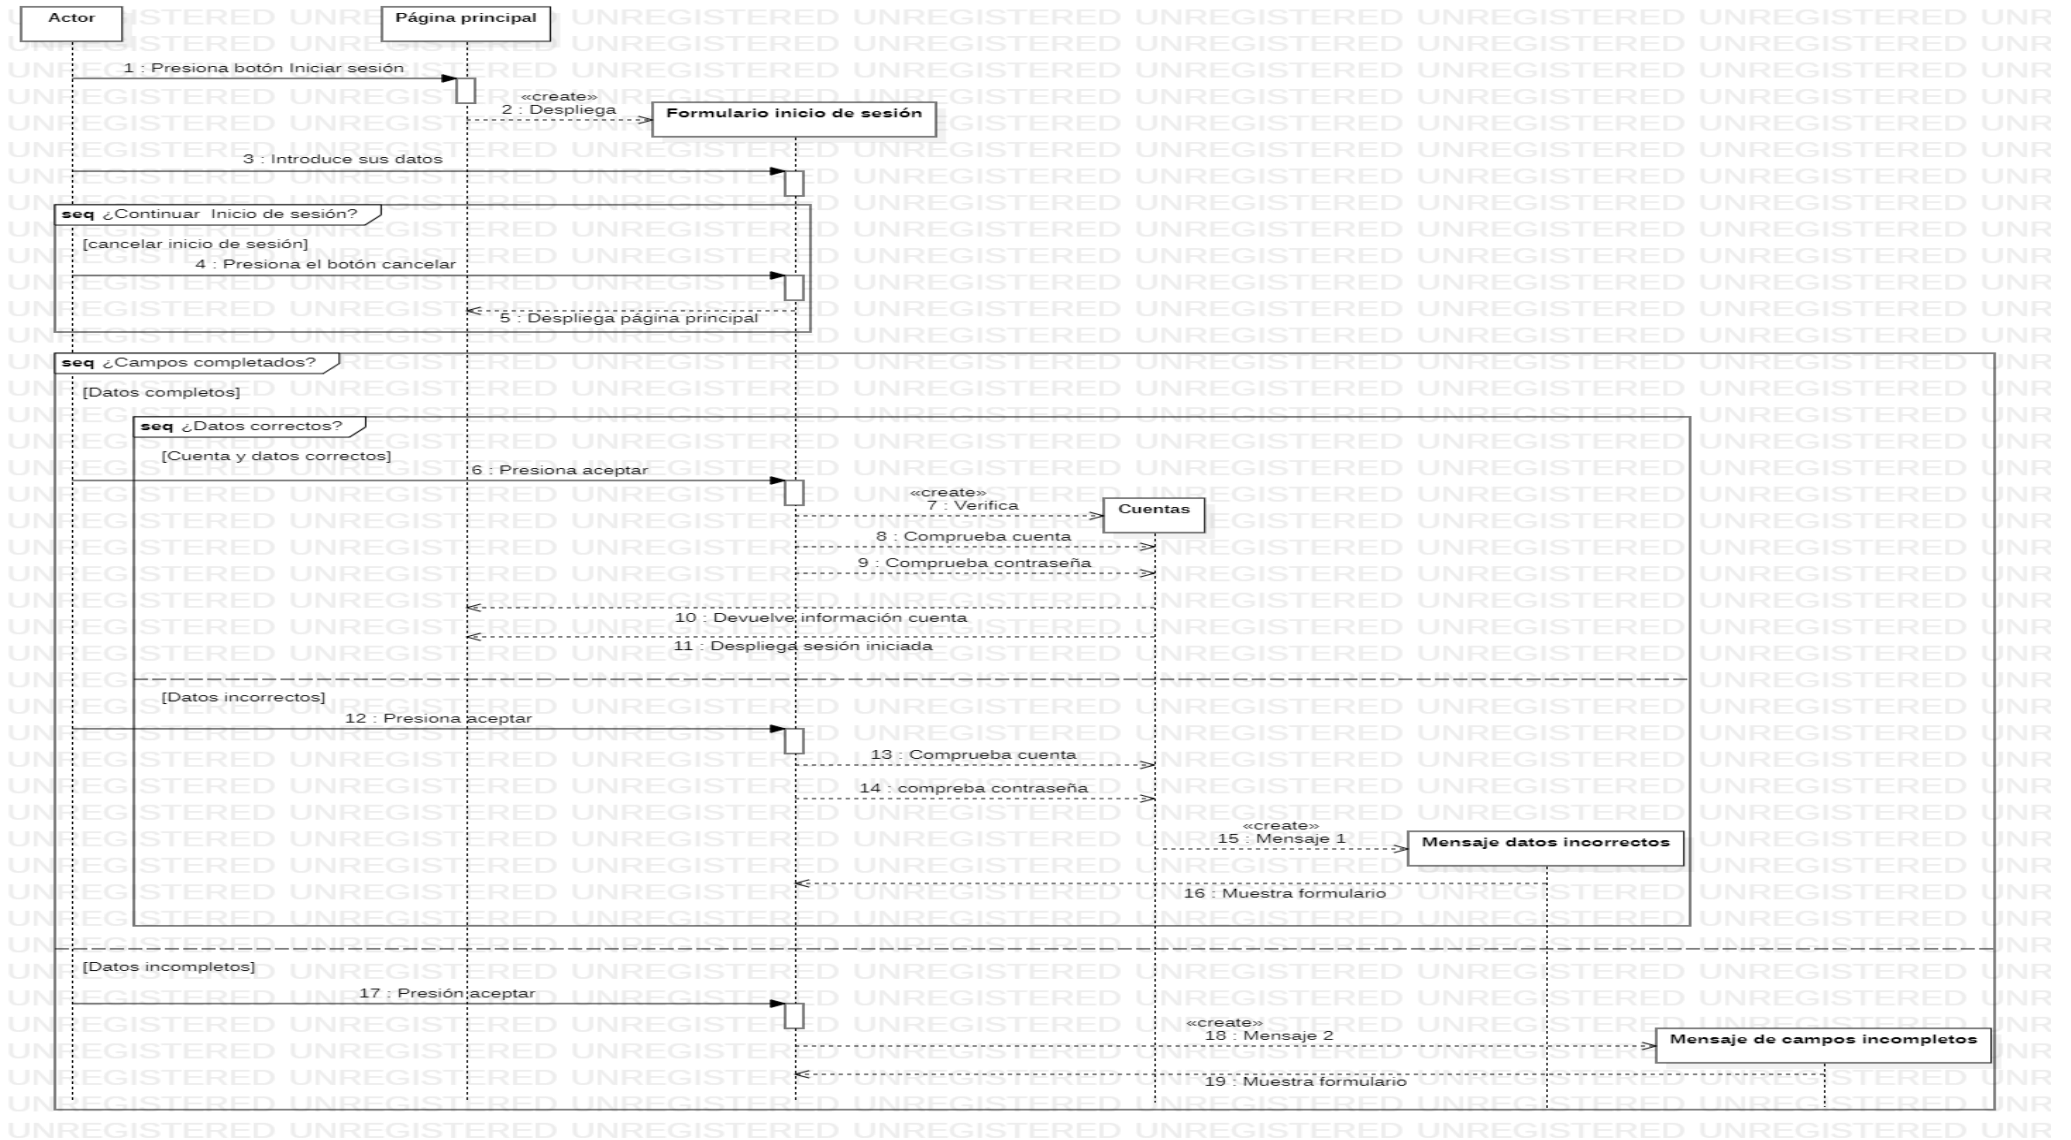 Actor
Página principal
1 : Presiona botón Iniciar sesión
«create»
2 : Despliega
Formulario inicio de sesión
3 : Introduce sus datos
seq ¿Continuar Inicio de sesión?
[cancelar inicio de sesión]
4 : Presiona el botón cancelar
5 : Despliega página principal
seq ¿Campos completados?
[Datos completos]
seq ¿Datos correctos?
[Cuenta y datos correctos]
6 : Presiona aceptar
«create»
7 : Verifica
Cuentas
8 : Comprueba cuenta
9 : Comprueba contraseña
10 : Devuelve información cuenta
11 : Despliega sesión iniciada
[Datos incorrectos]
12 : Presiona aceptar
13 : Comprueba cuenta
14 : compreba contraseña
«create»
15 : Mensaje 1
Mensaje datos incorrectos
16 : Muestra formulario
[Datos incompletos]
17 : Presión aceptar
«create»
18 : Mensaje 2
Mensaje de campos incompletos
19 : Muestra formulario
UNREGISTERED